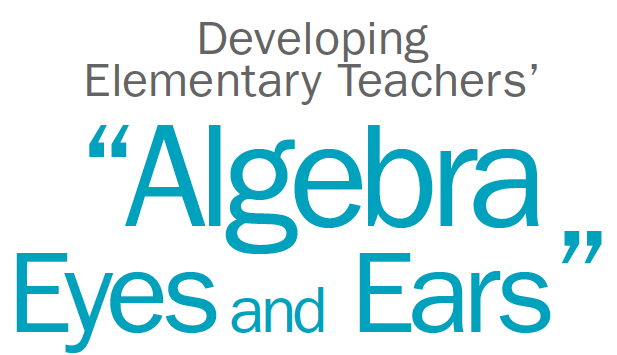 Developing
Elementary Teachers’
“Algebra
Eyes and Ears”